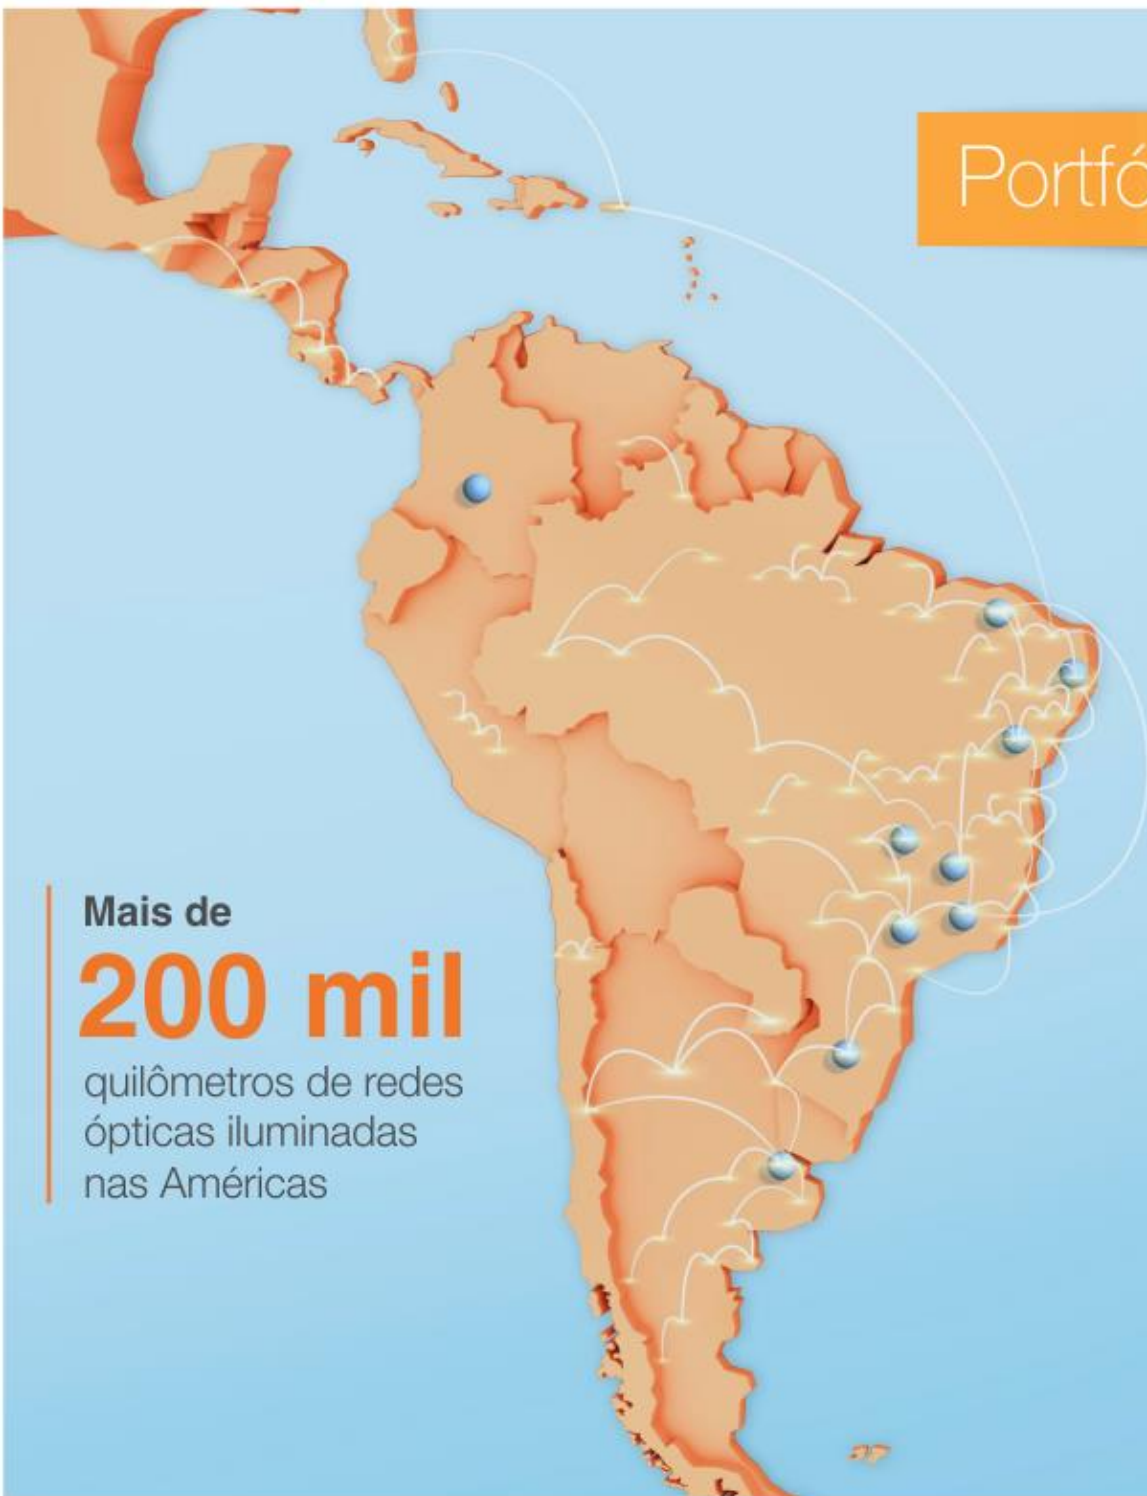 Portfó
Mais de
200 mil
quilômetros de redes
ópticas iluminadas
nas Américas